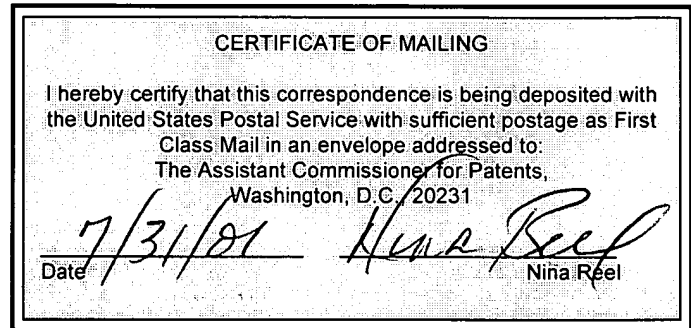 CERTIFICATE OF MAILING
I hereby certify that this correspondence is being deposited with
the United States Postal Service with sufficient postage as First
Class Mail in an envelope addressed to:
The Assistant Commissioner for Patents,
Washington, D.C. 20231
7/31/01 Nina Reel
Date Nina Reel